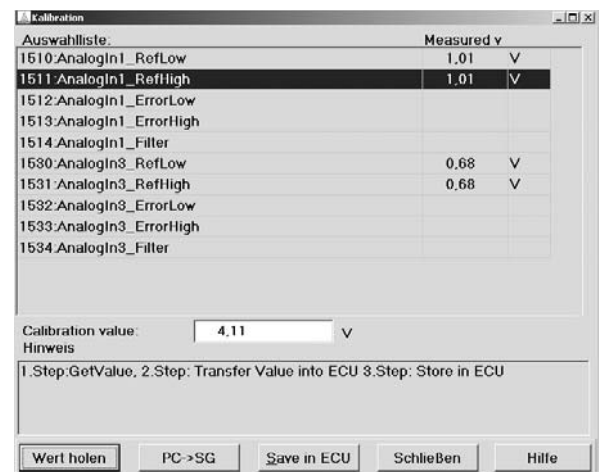 Kalibration
Auswahlliste: Measured v
1510:AnalogIn1_RefLow 1,01 V
1511:AnalogIn1_RefHigh 1,01 V
1512:AnalogIn1_ErrorLow
1513:AnalogIn1_ErrorHigh
1514:AnalogIn1_Filter
1530:AnalogIn3_RefLow 0,68 V
1531:AnalogIn3_RefHigh 0,68 V
1532:AnalogIn3_ErrorLow
1533:AnalogIn3_ErrorHigh
1534:AnalogIn3_Filter
Calibration value: 4,11 V
Hinweis
1.Step:GetValue, 2.Step: Transfer Value into ECU 3.Step: Store in ECU
Wert holen PC->SG Save in ECU Schließen Hilfe